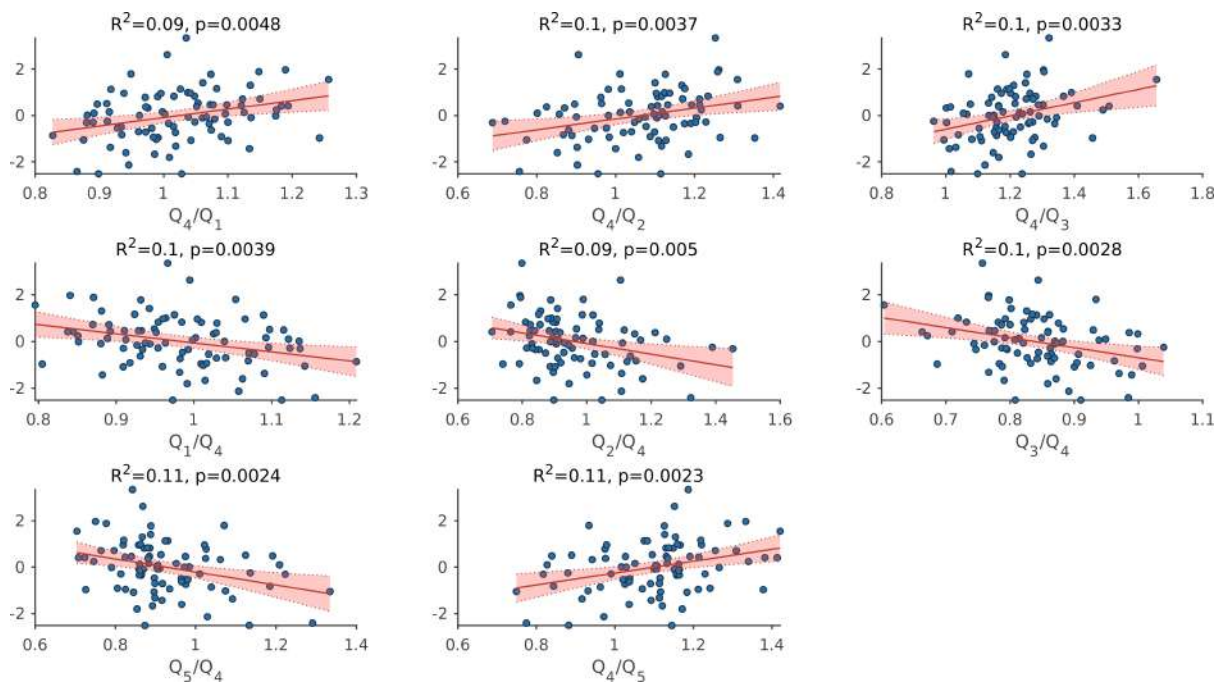 R²=0.09, p=0.0048
R²=0.1, p=0.0037
R²=0.1, p=0.0033
2
0
-2
2
0
-2
2
0
-2
0.8 0.9 1 1.1 1.2 1.3
0.6 0.8 1 1.2 1.4
0.8 1 1.2 1.4 1.6 1.8
Q₄/Q₁
Q₄/Q₂
Q₄/Q₃
R²=0.1, p=0.0039
R²=0.09, p=0.005
R²=0.1, p=0.0028
2
0
-2
2
0
-2
2
0
-2
0.8 0.9 1 1.1 1.2
0.6 0.8 1 1.2 1.4 1.6
0.6 0.7 0.8 0.9 1 1.1
Q₁/Q₄
Q₂/Q₄
Q₃/Q₄
R²=0.11, p=0.0024
R²=0.11, p=0.0023
2
0
-2
2
0
-2
0.6 0.8 1 1.2 1.4
0.6 0.8 1 1.2 1.4
Q₅/Q₄
Q₄/Q₅